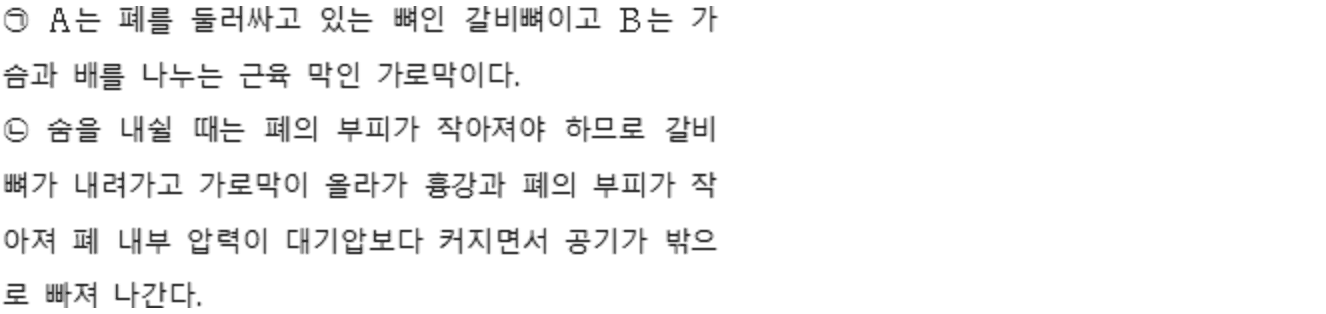 ㉠ A는 폐를 둘러싸고 있는 뼈인 갈비뼈이고 B는 가
슴과 배를 나누는 근육 막인 가로막이다.
㉡ 숨을 내쉴 때는 폐의 부피가 작아져야 하므로 갈비
뼈가 내려가고 가로막이 올라가 흉강과 폐의 부피가 작
아져 폐 내부 압력이 대기압보다 커지면서 공기가 밖으
로 빠져 나간다.